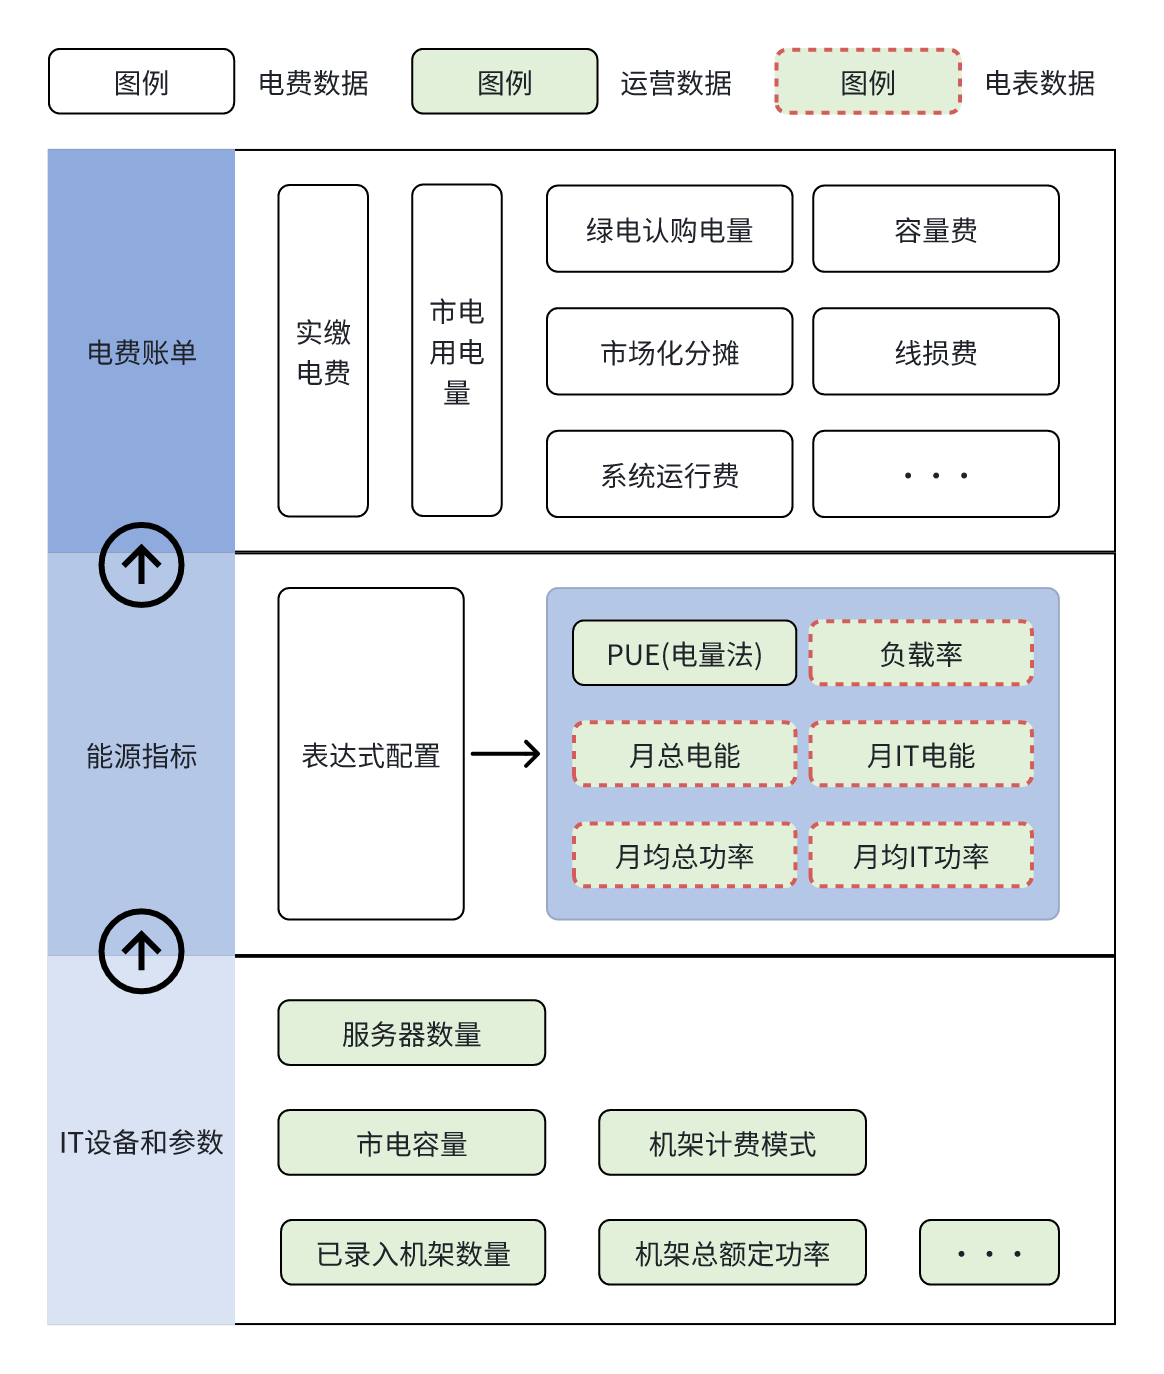 图例 电费数据 图例 运营数据 图例 电表数据
电费账单
实缴
电费
市电
用电
量
绿电认购电量 容量费
市场化分摊 线损费
系统运行费 · · ·
能源指标
表达式配置
PUE(电量法) 负载率
月总电能 月IT电能
月均总功率 月均IT功率
IT设备和参数
服务器数量
市电容量 机架计费模式
已录入机架数量 机架总额定功率 · · ·